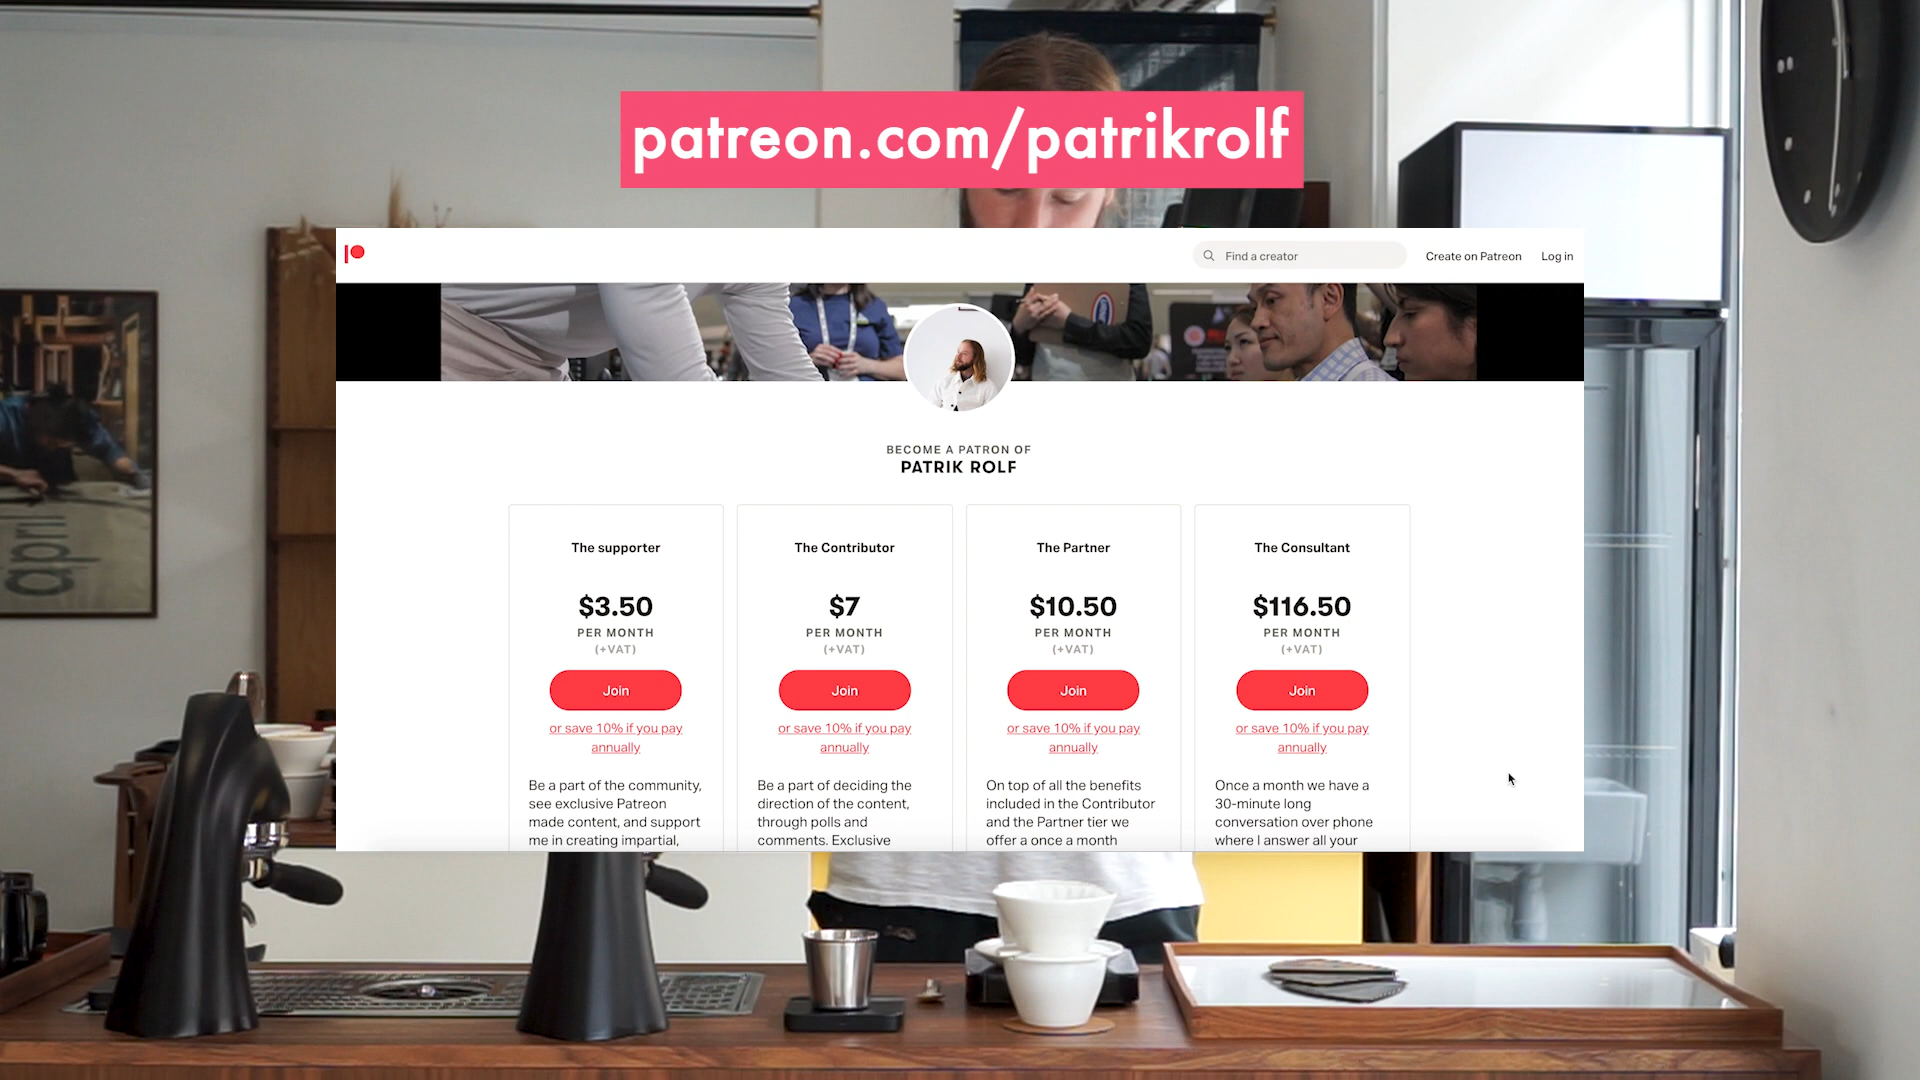 patreon.com/patrikrolf
Find a creator
Create on Patreon
Log in
BECOME A PATRON OF
PATRIK ROLF
The supporter
$3.50
PER MONTH
(+VAT)
Join
or save 10% if you pay
annually
Be a part of the community,
see exclusive Patreon
made content, and support
me in creating impartial,
The Contributor
$7
PER MONTH
(+VAT)
Join
or save 10% if you pay
annually
Be a part of deciding the
direction of the content,
through polls and
comments. Exclusive
The Partner
$10.50
PER MONTH
(+VAT)
Join
or save 10% if you pay
annually
On top of all the benefits
included in the Contributor
and the Partner tier we
offer a once a month
The Consultant
$116.50
PER MONTH
(+VAT)
Join
or save 10% if you pay
annually
Once a month we have a
30-minute long
conversation over phone
where I answer all your
april